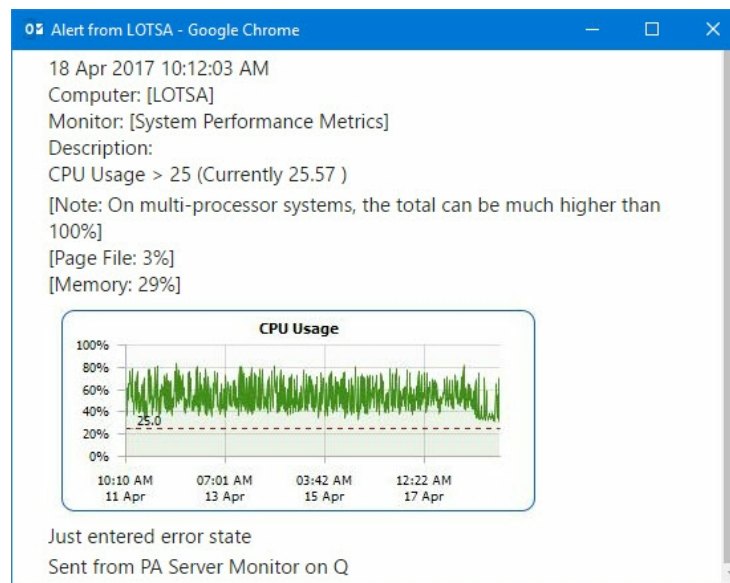 Alert from LOTSA - Google Chrome
18 Apr 2017 10:12:03 AM
Computer: [LOTSA]
Monitor: [System Performance Metrics]
Description:
CPU Usage > 25 (Currently 25.57 )
[Note: On multi-processor systems, the total can be much higher than
100%]
[Page File: 3%]
[Memory: 29%]
CPU Usage
100%
80%
60%
40%
25.0
20%
0%
10:10 AM 07:01 AM 03:42 AM 12:22 AM
11 Apr 13 Apr 15 Apr 17 Apr
Just entered error state
Sent from PA Server Monitor on Q